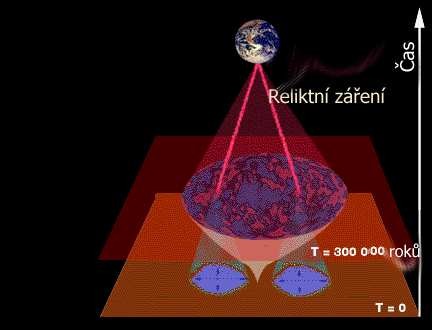 Čas
Reliktní záření
T = 300 000 roků
T = 0